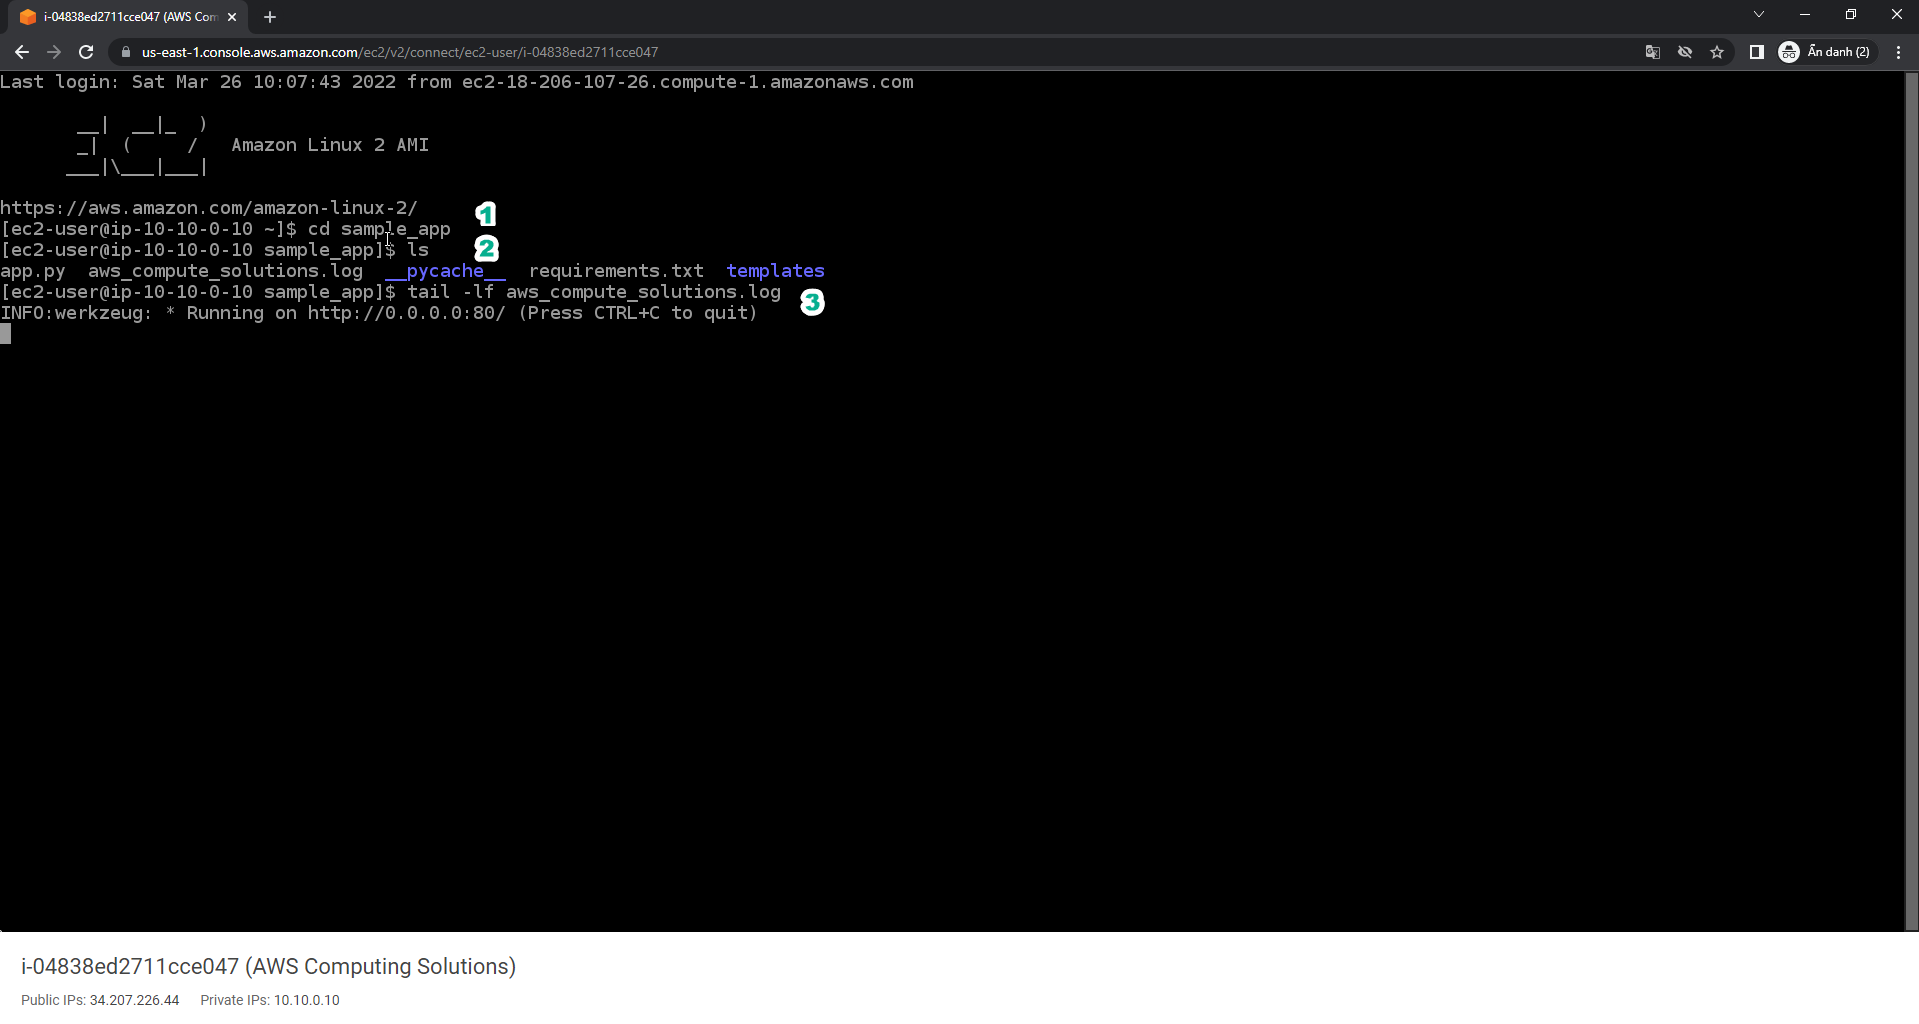 i-04838ed2711cce047 (AWS Com
us-east-1.console.aws.amazon.com/ec2/v2/connect/ec2-user/i-04838ed2711cce047
Ẩn danh (2)
Last login: Sat Mar 26 10:07:43 2022 from ec2-18-206-107-26.compute-1.amazonaws.com
       __|  __|_  )
       _|  (     /   Amazon Linux 2 AMI
      ___|\___|___|
https://aws.amazon.com/amazon-linux-2/
1
[ec2-user@ip-10-10-0-10 ~]$ cd sample_app
[ec2-user@ip-10-10-0-10 sample_app]$ ls
2
app.py  aws_compute_solutions.log  __pycache__  requirements.txt  templates
[ec2-user@ip-10-10-0-10 sample_app]$ tail -lf aws_compute_solutions.log
3
INFO:werkzeug: * Running on http://0.0.0.0:80/ (Press CTRL+C to quit)
i-04838ed2711cce047 (AWS Computing Solutions)
Public IPs: 34.207.226.44 Private IPs: 10.10.0.10